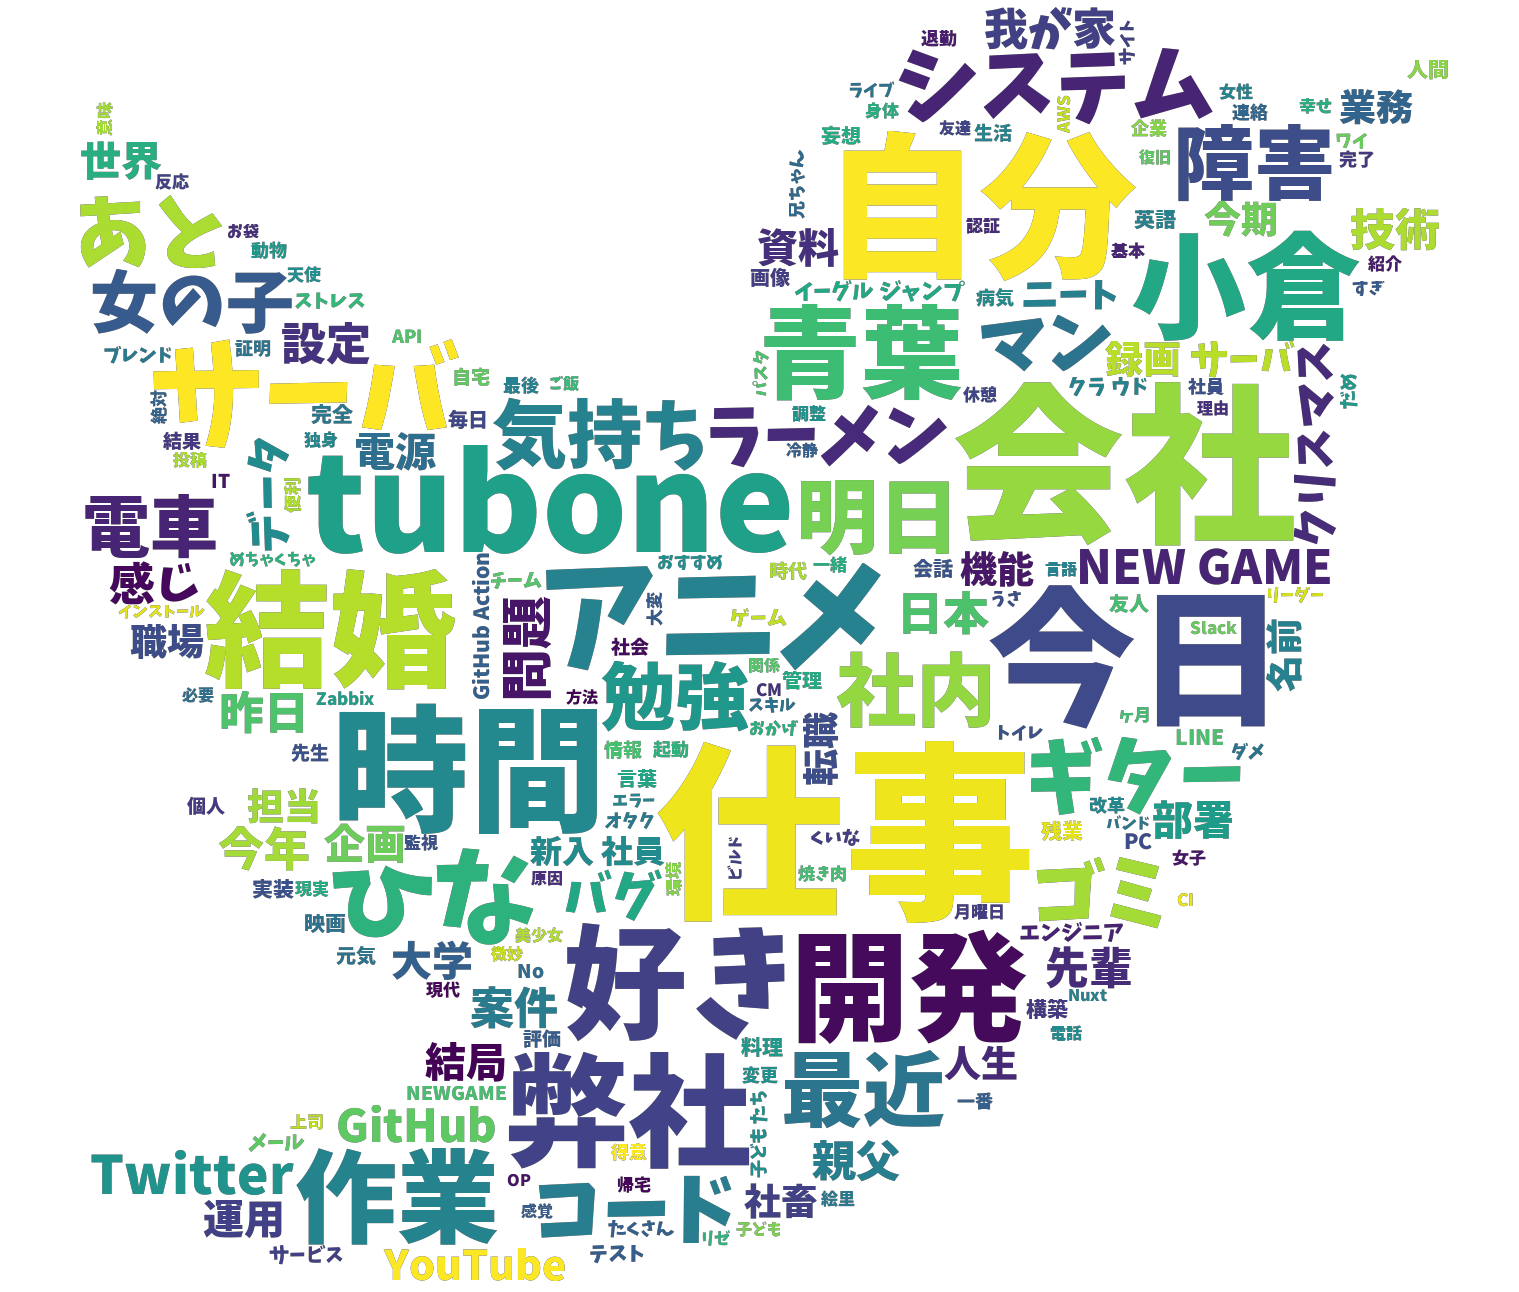 我が家
サイト
退勤
システム
人間
ライブ
身体
AWS
女性
連絡
幸せ
業務
意味
世界
反応
妄想
友達
生活
企業
復旧
障害
ワイ
完了
兄ちゃん
自分
あと
お袋
動物
資料
画像
認証
英語
今期
技術
基本
小倉
紹介
すぎ
女の子
天使
ストレス
イーグル ジャンプ
病気
ニート
設定
API
青葉
マン
録画 サーバ
ブレンド
証明
サーバ
自宅
パスタ
クラウド
社員
理由
クリスマス
だめ
絶対
完全
毎日
最後
ご飯
休憩
結果
投稿
独身
電源
気持ち
ラーメン
調整
冷静
会社
IT
データ
便利
tubone
明日
電車
めちゃくちゃ
おすすめ
時代
一緒
会話
機能
言語
NEW GAME
感じ
インストール
結婚
GitHub Action
チーム
アニメ
大変
ゲーム
日本
うさ
今日
友人
リーダー
Slack
名前
職場
問題
社会
関係
必要
昨日
Zabbix
方法
勉強
CM
スキル
管理
おかげ
社内
転職
トイレ
ヶ月
LINE
ダメ
先生
時間
情報
起動
言葉
エラー
オタク
仕事
ギター
個人
担当
今年
企画
監視
新入 社員
ビルド
くいな
改革
バンド
部署
残業
PC
女子
実装
現実
ひな
原因
バグ
環境
焼き肉
ゴミ
CI
映画
元気
大学
美少女
微妙
月曜日
エンジニア
No
現代
好き
開発
先輩
案件
評価
構築
Nuxt
電話
結局
料理
変更
最近
人生
NEWGAME
弊社
一番
上司
メール
GitHub
得意
子どもたち
親父
Twitter
作業
OP
帰宅
コード
社畜
絵里
運用
感覚
たくさん
リゼ
子ども
サービス
YouTube
テスト